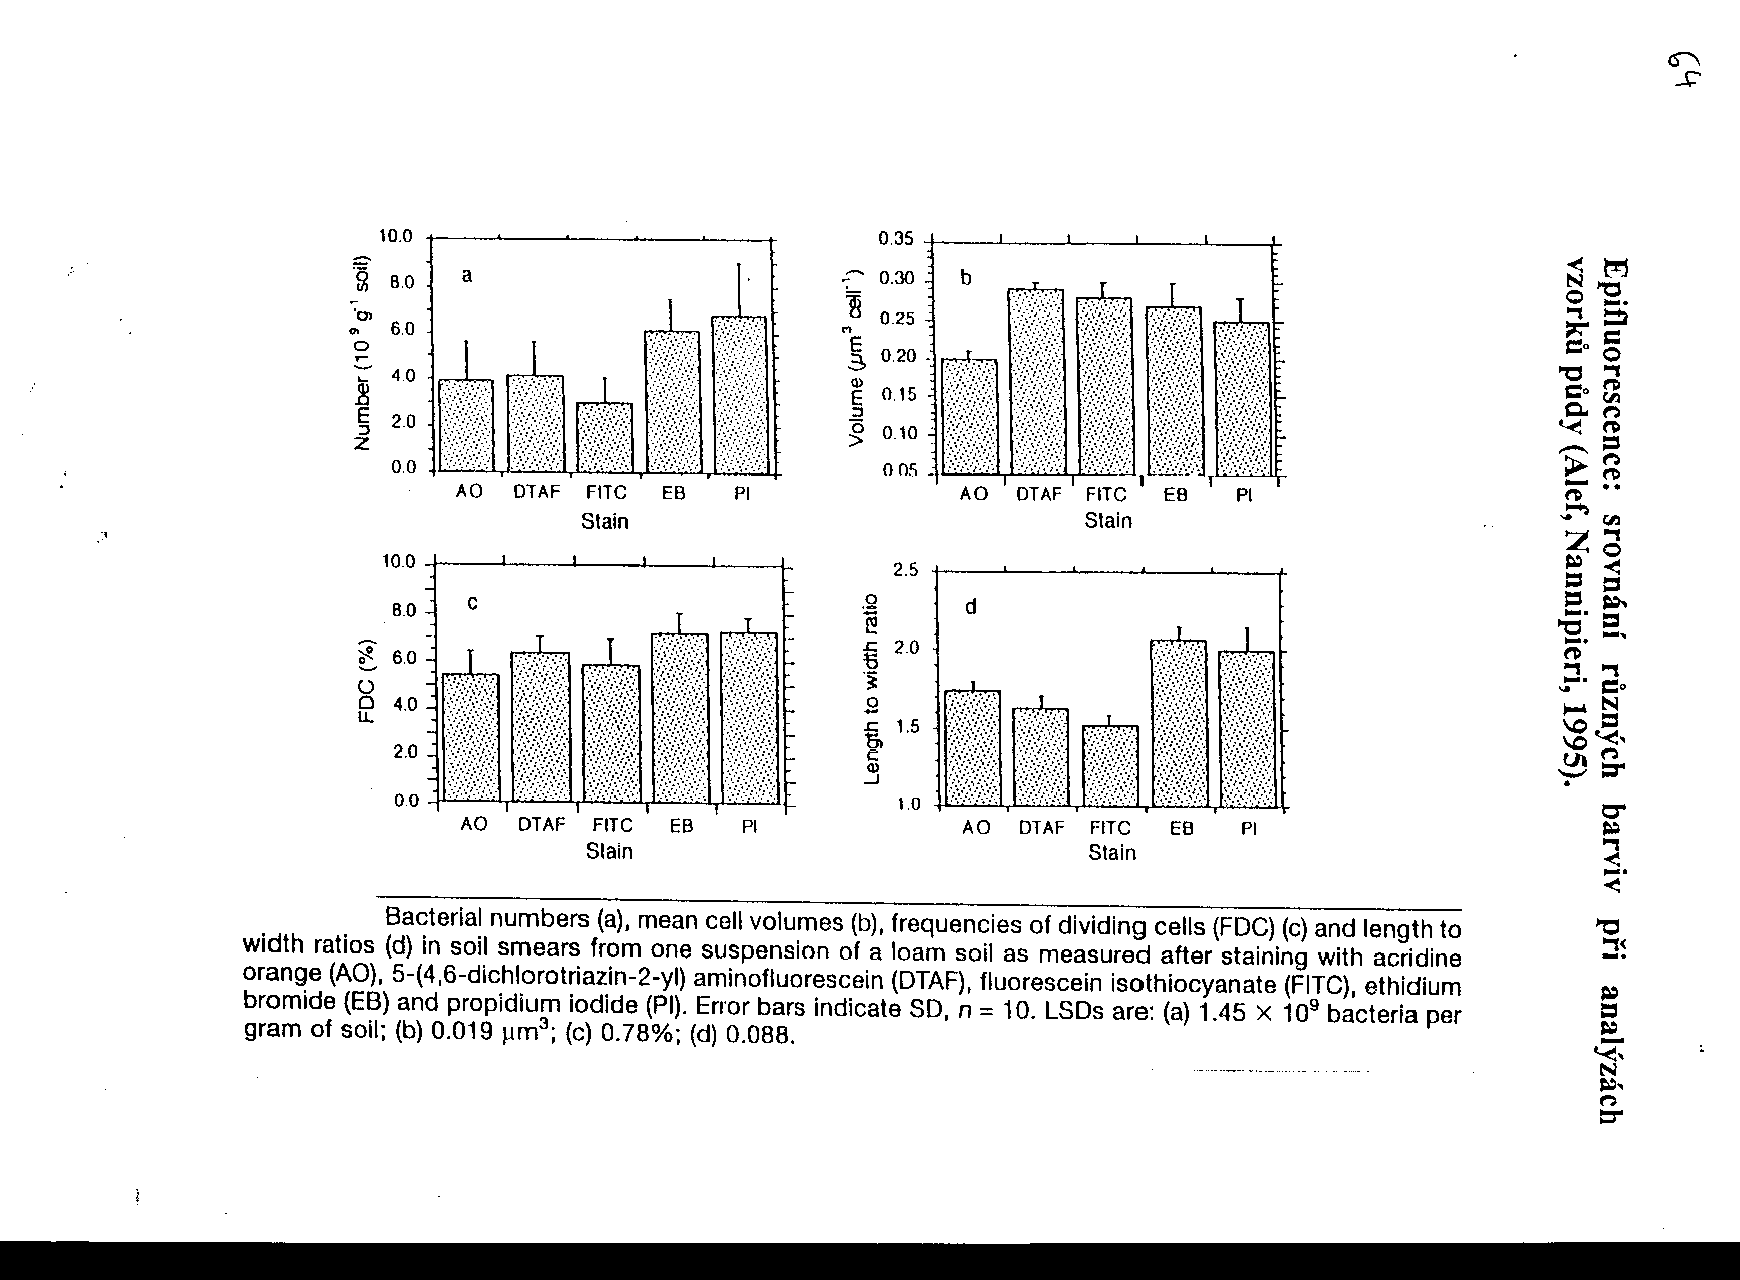 64
Epifluorescence: srovnání různých barviv při analýzách
vzorků půdy (Alef, Nannipieri, 1995).
a
Number (10⁹ g⁻¹ soil)
10.0
8.0
6.0
4.0
2.0
0.0
AO DTAF FITC EB PI
Stain
b
Volume (µm³ cell⁻¹)
0.35
0.30
0.25
0.20
0.15
0.10
0.05
AO DTAF FITC EB PI
Stain
c
FDC (%)
10.0
8.0
6.0
4.0
2.0
0.0
AO DTAF FITC EB PI
Stain
d
Length to width ratio
2.5
2.0
1.5
1.0
AO DTAF FITC EB PI
Stain
Bacterial numbers (a), mean cell volumes (b), frequencies of dividing cells (FDC) (c) and length to
width ratios (d) in soil smears from one suspension of a loam soil as measured after staining with acridine
orange (AO), 5-(4,6-dichlorotriazin-2-yl) aminofluorescein (DTAF), fluorescein isothiocyanate (FITC), ethidium
bromide (EB) and propidium iodide (PI). Error bars indicate SD, n = 10. LSDs are: (a) 1.45 × 10⁹ bacteria per
gram of soil; (b) 0.019 µm³; (c) 0.78%; (d) 0.088.